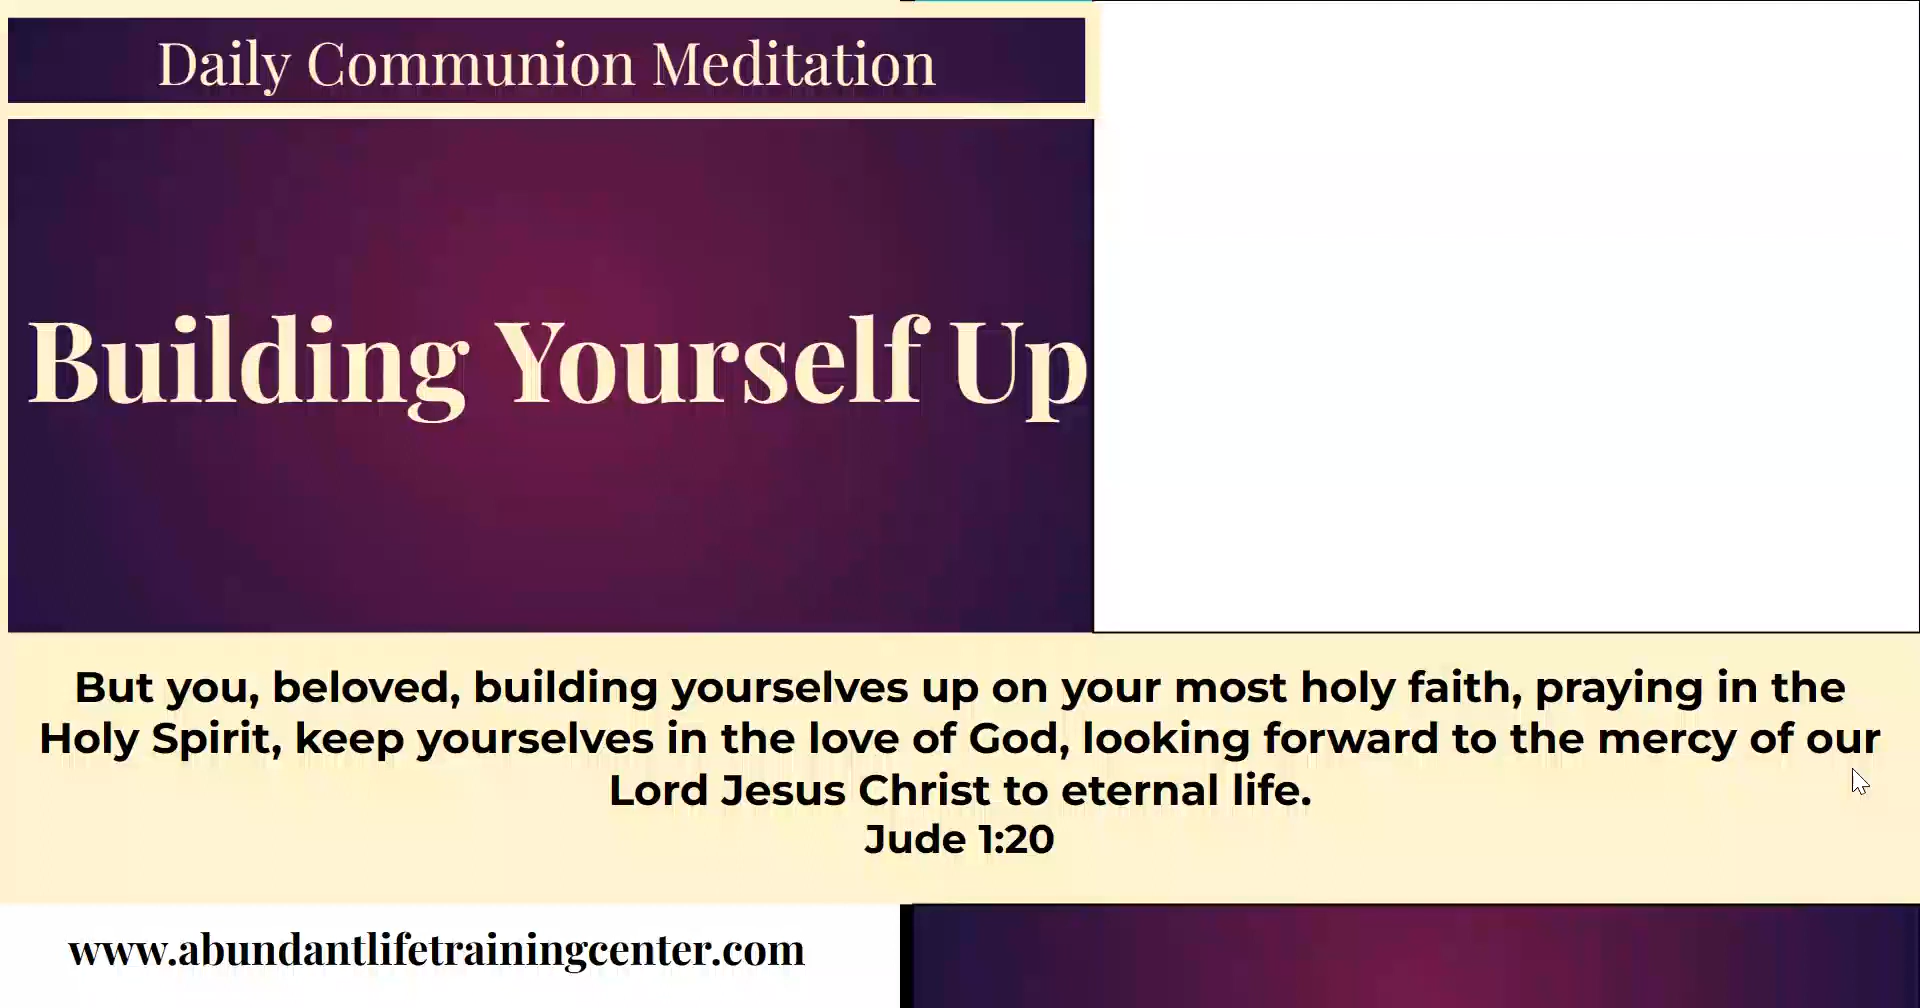 Daily Communion Meditation
Building Yourself Up
But you, beloved, building yourselves up on your most holy faith, praying in the
Holy Spirit, keep yourselves in the love of God, looking forward to the mercy of our
Lord Jesus Christ to eternal life.
Jude 1:20
www.abundantlifetrainingcenter.com